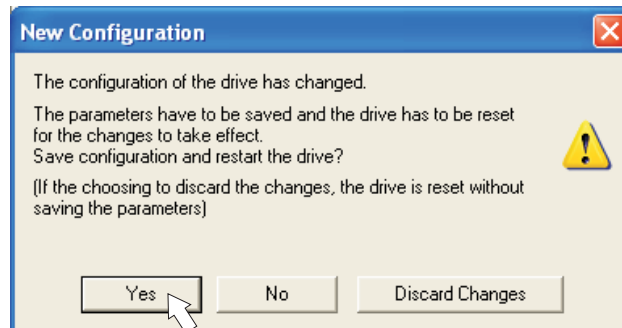 New Configuration
The configuration of the drive has changed.
The parameters have to be saved and the drive has to be reset
for the changes to take effect.
Save configuration and restart the drive?
(If the choosing to discard the changes, the drive is reset without
saving the parameters)
Yes
No
Discard Changes